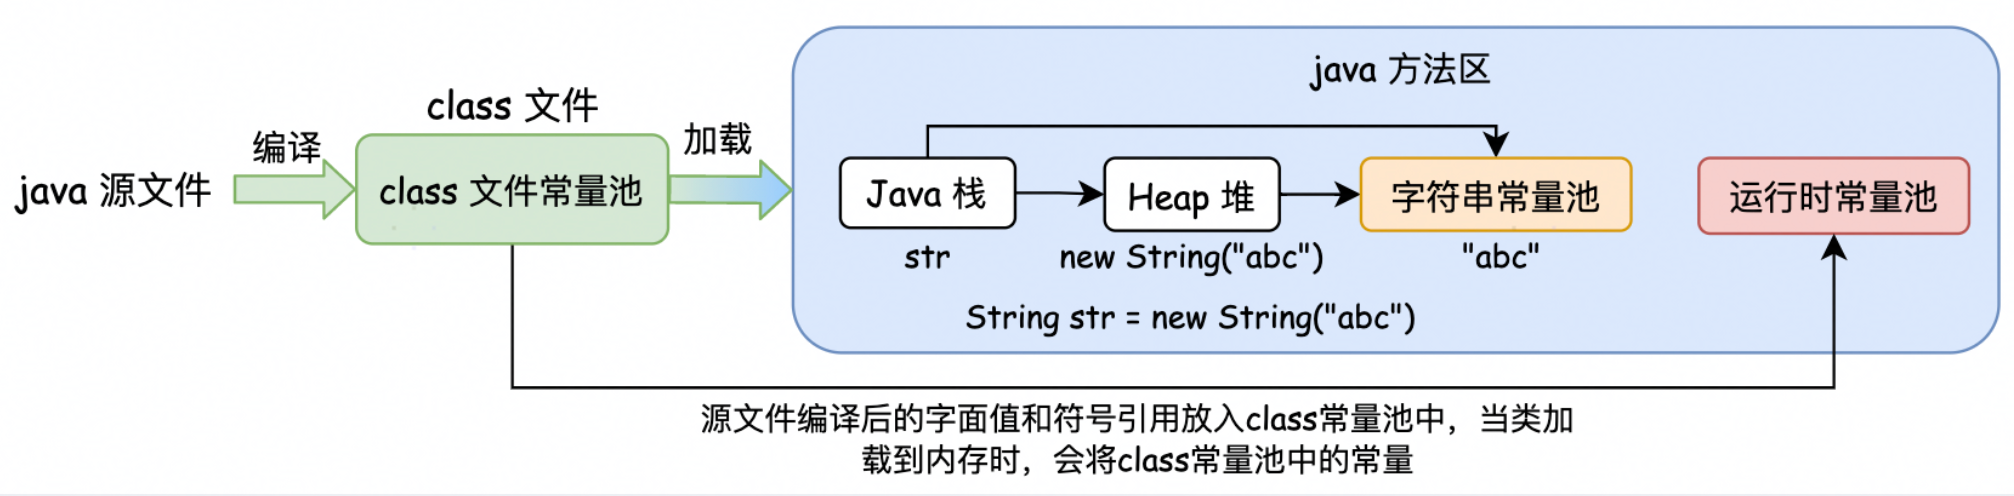 java 方法区
class 文件
编译
加载
java 源文件
class 文件常量池
Java 栈
Heap 堆
字符串常量池
运行时常量池
str
new String("abc")
"abc"
String str = new String("abc")
源文件编译后的字面值和符号引用放入class常量池中，当类加
载到内存时，会将class常量池中的常量